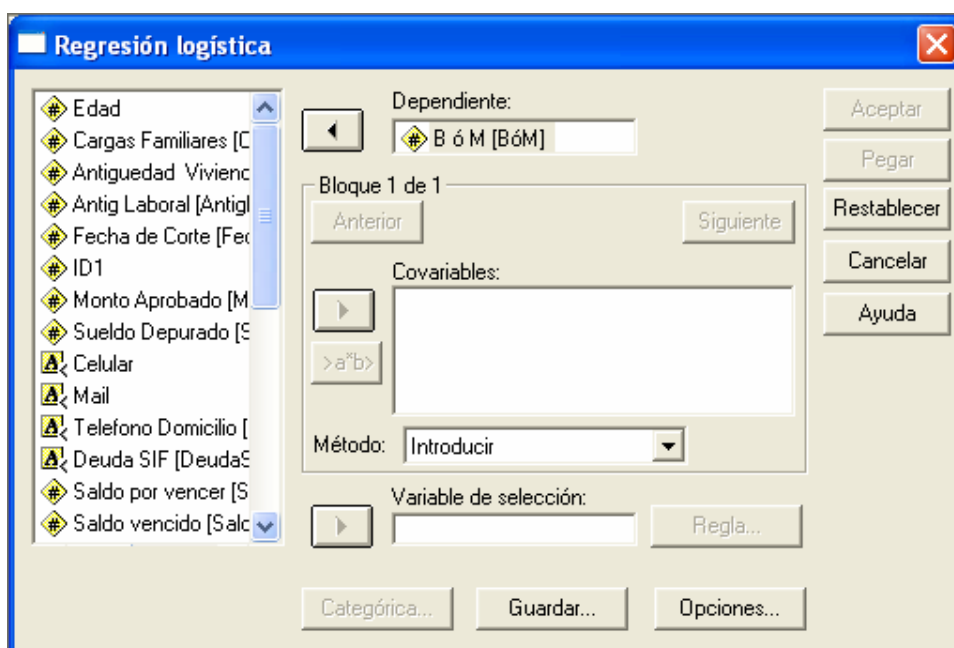 Regresión logística
Edad
Cargas Familiares [C
Antiguedad Viviend
Antig Laboral [Antigl
Fecha de Corte [Fec
ID1
Monto Aprobado [M
Sueldo Depurado [S
Celular
Mail
Telefono Domicilio [
Deuda SIF [DeudaS
Saldo por vencer [S
Saldo vencido [Saldo
Dependiente:
B ó M [BóM]
Bloque 1 de 1
Anterior
Siguiente
Covariables:
>a*b>
Método:
Introducir
Variable de selección:
Regla...
Categórica...
Guardar...
Opciones...
Aceptar
Pegar
Restablecer
Cancelar
Ayuda